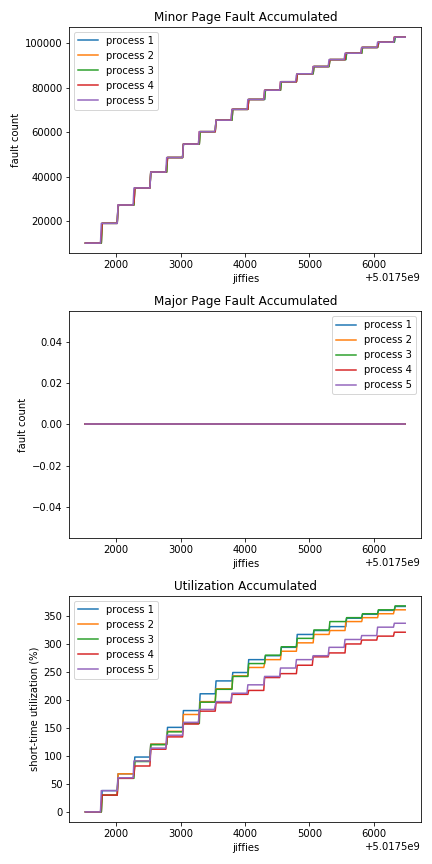 Minor Page Fault Accumulated
100000
80000
60000
40000
20000
fault count
process 1
process 2
process 3
process 4
process 5
2000 3000 4000 5000 6000
jiffies
+5.0175e9
Major Page Fault Accumulated
0.04
0.02
0.00
−0.02
−0.04
fault count
process 1
process 2
process 3
process 4
process 5
2000 3000 4000 5000 6000
jiffies
+5.0175e9
Utilization Accumulated
350
300
250
200
150
100
50
0
short-time utilization (%)
process 1
process 2
process 3
process 4
process 5
2000 3000 4000 5000 6000
jiffies
+5.0175e9